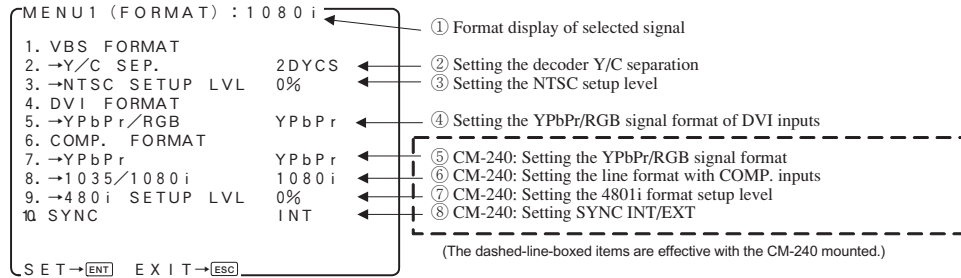 MENU1 (FORMAT) : 1080i
1. VBS FORMAT
2. →Y/C SEP. 2DYCS
3. →NTSC SETUP LVL 0%
4. DVI FORMAT
5. →YPbPr/RGB YPbPr
6. COMP. FORMAT
7. →YPbPr YPbPr
8. →1035/1080i 1080i
9. →480i SETUP LVL 0%
10. SYNC INT
SET→ENT EXIT→ESC
① Format display of selected signal
② Setting the decoder Y/C separation
③ Setting the NTSC setup level
④ Setting the YPbPr/RGB signal format of DVI inputs
⑤ CM-240: Setting the YPbPr/RGB signal format
⑥ CM-240: Setting the line format with COMP. inputs
⑦ CM-240: Setting the 4801i format setup level
⑧ CM-240: Setting SYNC INT/EXT
(The dashed-line-boxed items are effective with the CM-240 mounted.)